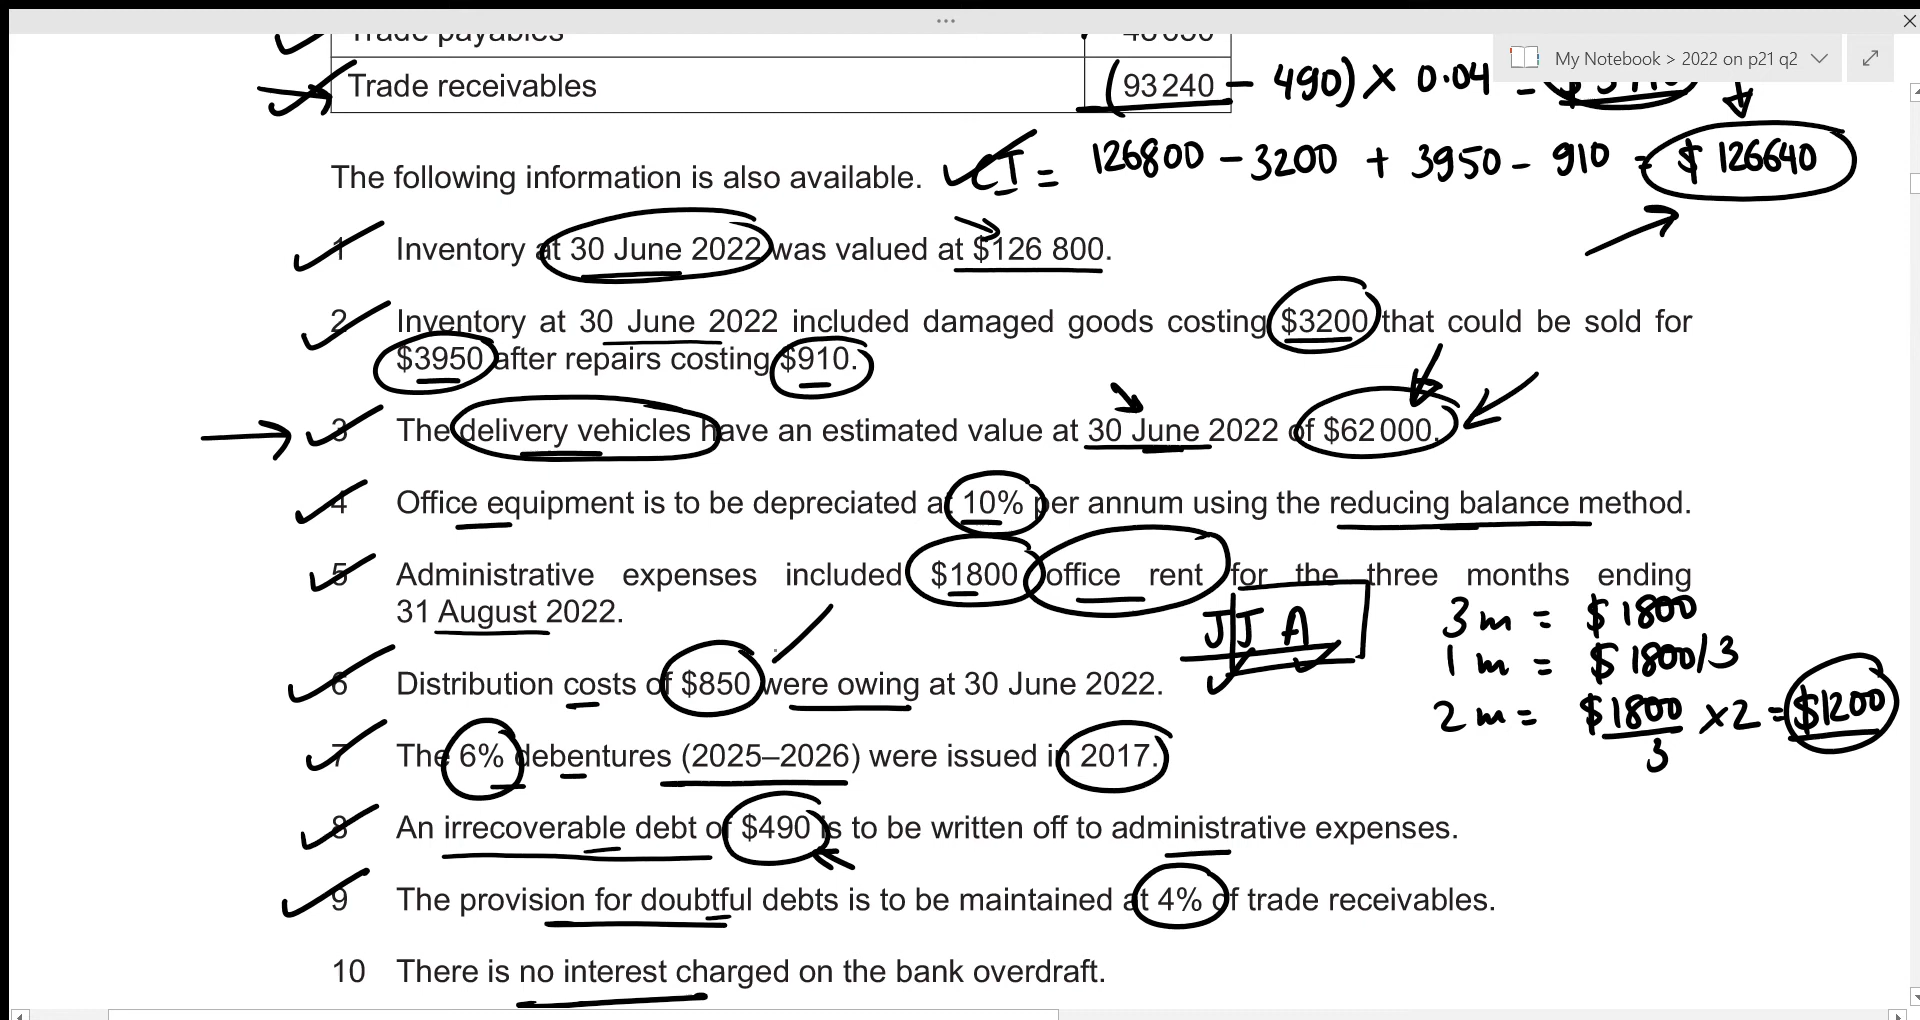 Trade payables
My Notebook > 2022 on p21 q2
Trade receivables (93 240 - 490) × 0.04 =
The following information is also available. CI = 126800 - 3200 + 3950 - 910 = $ 126640
1 Inventory at 30 June 2022 was valued at $126 800.
2 Inventory at 30 June 2022 included damaged goods costing $3200 that could be sold for
$3950 after repairs costing $910.
3 The delivery vehicles have an estimated value at 30 June 2022 of $62 000.
4 Office equipment is to be depreciated at 10% per annum using the reducing balance method.
5 Administrative expenses included $1800 office rent for the three months ending
31 August 2022.
J J A
3m = $ 1800
1m = $ 1800/3
2m = $1800 × 2 = $1200
3
6 Distribution costs of $850 were owing at 30 June 2022.
7 The 6% debentures (2025–2026) were issued in 2017.
8 An irrecoverable debt of $490 is to be written off to administrative expenses.
9 The provision for doubtful debts is to be maintained at 4% of trade receivables.
10 There is no interest charged on the bank overdraft.